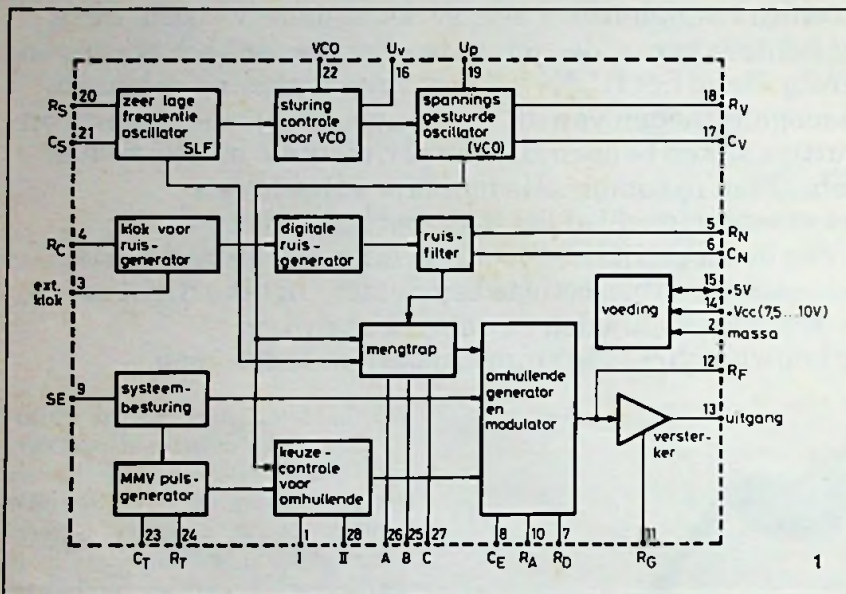 VCO Uv Up
22 16 19
RS 20
CS 21
zeer lage
frequentie
oscillator
SLF
sturing
controle
voor VCO
spannings
gestuurde
oscillator
(VCO)
18 RV
17 CV
RC 4
ext. 3
klok
klok voor
ruis-
generator
digitale
ruis-
generator
ruis-
filter
5 RN
6 CN
voeding
15 +5V
14 +Vcc (7,5...10V)
2 massa
mengtrap
SE 9
systeem-
besturing
omhullende
generator
en
modulator
12 RF
13 uitgang
verster-
ker
MMV puls-
generator
keuze-
controle
voor
omhullende
23 24 1 28 26 25 27 8 10 7 11
CT RT I II A B C CE RA RD RG
1